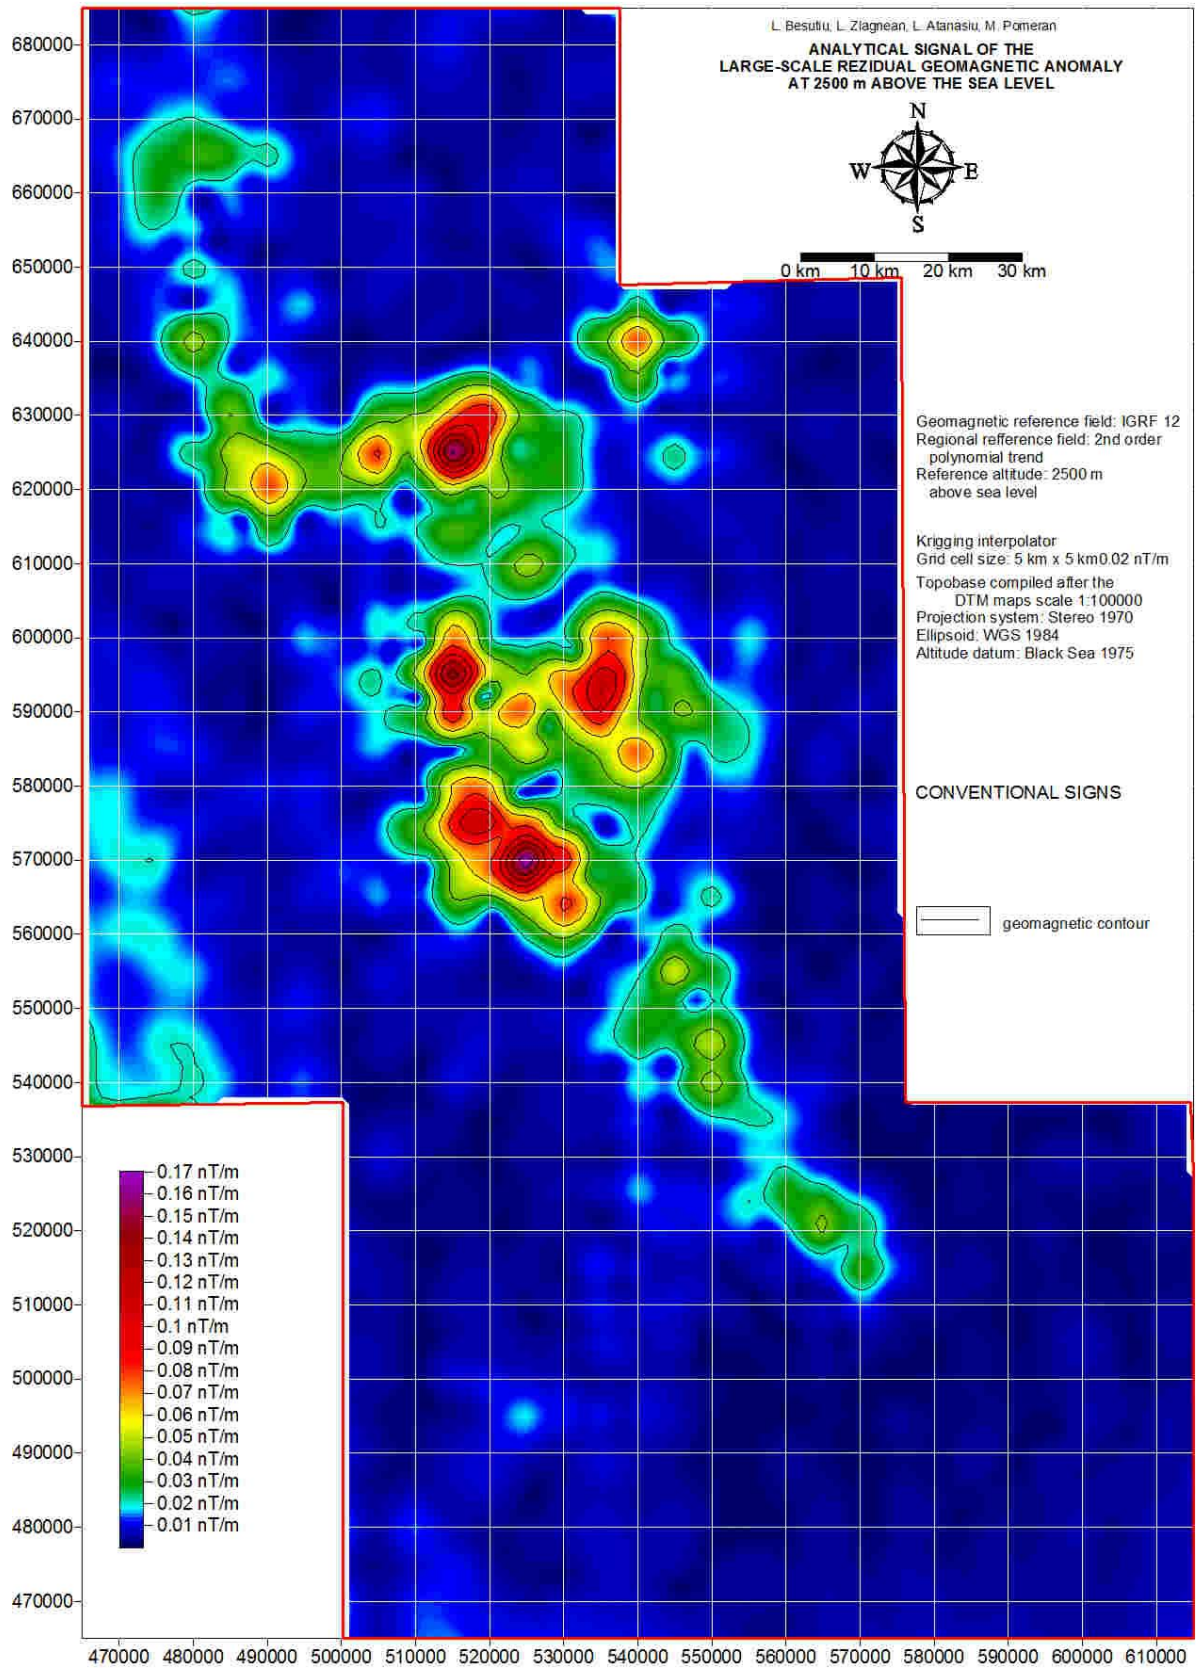 L. Besutiu, L. Zlagnean, L. Atanasiu, M. Pomeran
ANALYTICAL SIGNAL OF THE
LARGE-SCALE REZIDUAL GEOMAGNETIC ANOMALY
AT 2500 m ABOVE THE SEA LEVEL
N
W E
S
0 km 10 km 20 km 30 km
Geomagnetic reference field: IGRF 12
Regional refference field: 2nd order
polynomial trend
Reference altitude: 2500 m
above sea level
Krigging interpolator
Grid cell size: 5 km x 5 km0.02 nT/m
Topobase compiled after the
DTM maps scale 1:100000
Projection system: Stereo 1970
Ellipsoid: WGS 1984
Altitude datum: Black Sea 1975
CONVENTIONAL SIGNS
geomagnetic contour
680000
670000
660000
650000
640000
630000
620000
610000
600000
590000
580000
570000
560000
550000
540000
530000
520000
510000
500000
490000
480000
470000
0.17 nT/m
0.16 nT/m
0.15 nT/m
0.14 nT/m
0.13 nT/m
0.12 nT/m
0.11 nT/m
0.1 nT/m
0.09 nT/m
0.08 nT/m
0.07 nT/m
0.06 nT/m
0.05 nT/m
0.04 nT/m
0.03 nT/m
0.02 nT/m
0.01 nT/m
470000 480000 490000 500000 510000 520000 530000 540000 550000 560000 570000 580000 590000 600000 610000